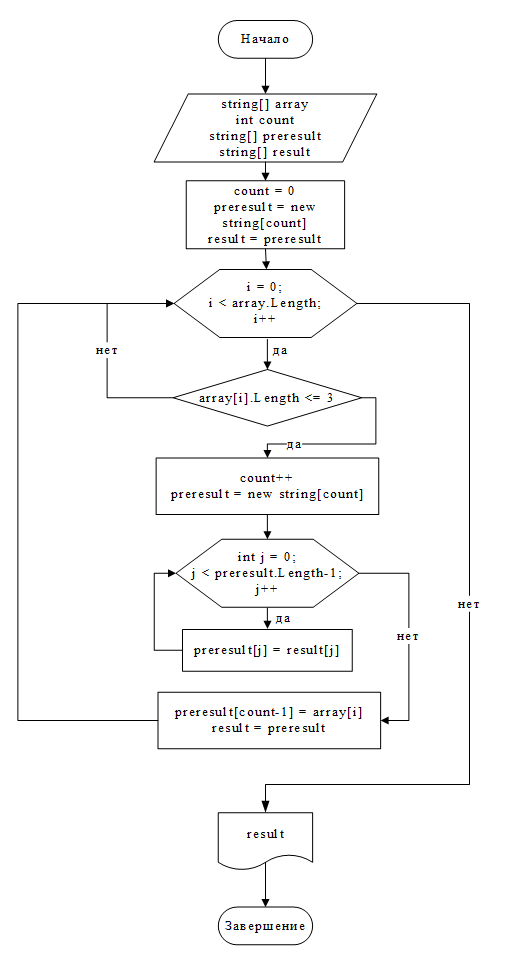 Начало
string[] array
int count
string[] preresult
string[] result
count = 0
preresult = new
string[count]
result = preresult
i = 0;
i < array.Length;
i++
да
нет
array[i].Length <= 3
да
count++
preresult = new string[count]
int j = 0;
j < preresult.Length-1;
j++
нет
да
нет
preresult[j] = result[j]
preresult[count-1] = array[i]
result = preresult
result
Завершение